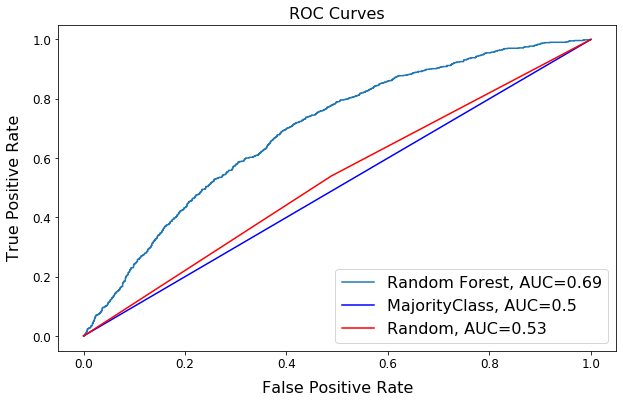 ROC Curves
True Positive Rate
1.0
0.8
0.6
0.4
0.2
0.0
Random Forest, AUC=0.69
MajorityClass, AUC=0.5
Random, AUC=0.53
0.0 0.2 0.4 0.6 0.8 1.0
False Positive Rate